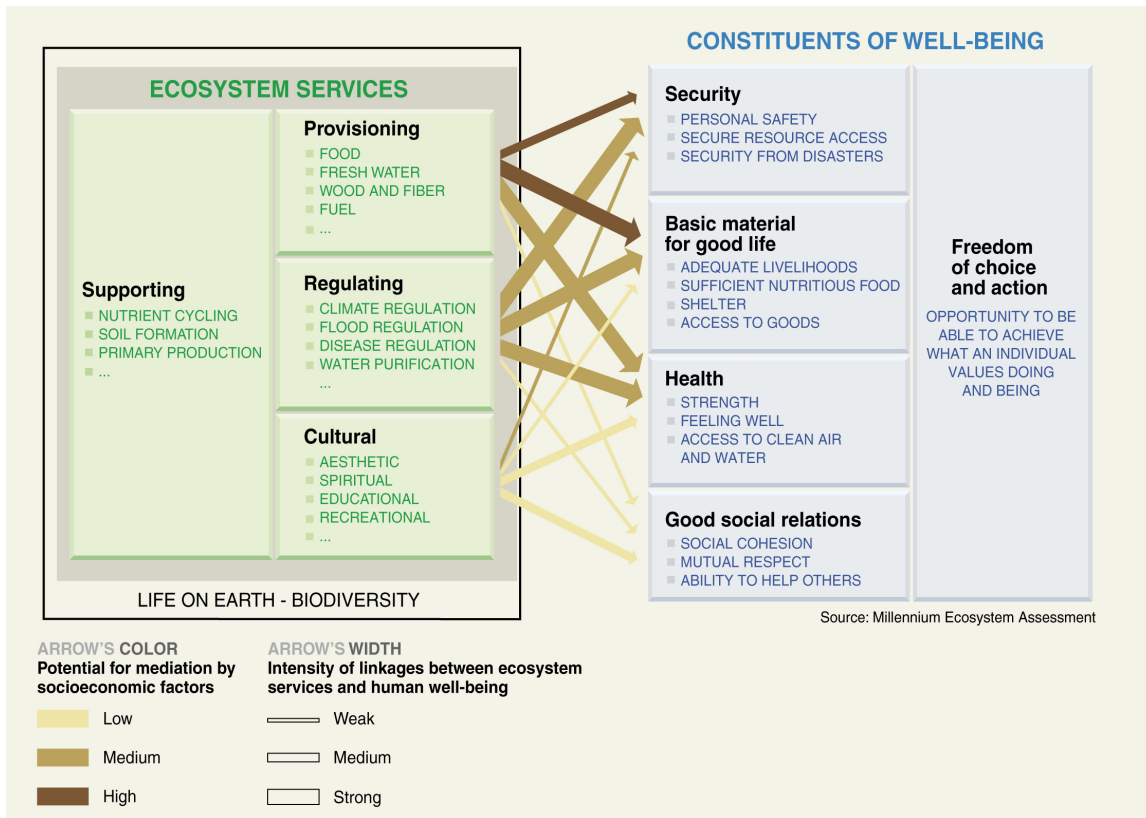 CONSTITUENTS OF WELL-BEING
ECOSYSTEM SERVICES
Supporting
NUTRIENT CYCLING
SOIL FORMATION
PRIMARY PRODUCTION
...
Provisioning
FOOD
FRESH WATER
WOOD AND FIBER
FUEL
...
Regulating
CLIMATE REGULATION
FLOOD REGULATION
DISEASE REGULATION
WATER PURIFICATION
...
Cultural
AESTHETIC
SPIRITUAL
EDUCATIONAL
RECREATIONAL
...
LIFE ON EARTH - BIODIVERSITY
Security
PERSONAL SAFETY
SECURE RESOURCE ACCESS
SECURITY FROM DISASTERS
Basic material
for good life
ADEQUATE LIVELIHOODS
SUFFICIENT NUTRITIOUS FOOD
SHELTER
ACCESS TO GOODS
Health
STRENGTH
FEELING WELL
ACCESS TO CLEAN AIR
AND WATER
Good social relations
SOCIAL COHESION
MUTUAL RESPECT
ABILITY TO HELP OTHERS
Freedom
of choice
and action
OPPORTUNITY TO BE
ABLE TO ACHIEVE
WHAT AN INDIVIDUAL
VALUES DOING
AND BEING
Source: Millennium Ecosystem Assessment
ARROW'S COLOR
Potential for mediation by
socioeconomic factors
Low
Medium
High
ARROW'S WIDTH
Intensity of linkages between ecosystem
services and human well-being
Weak
Medium
Strong